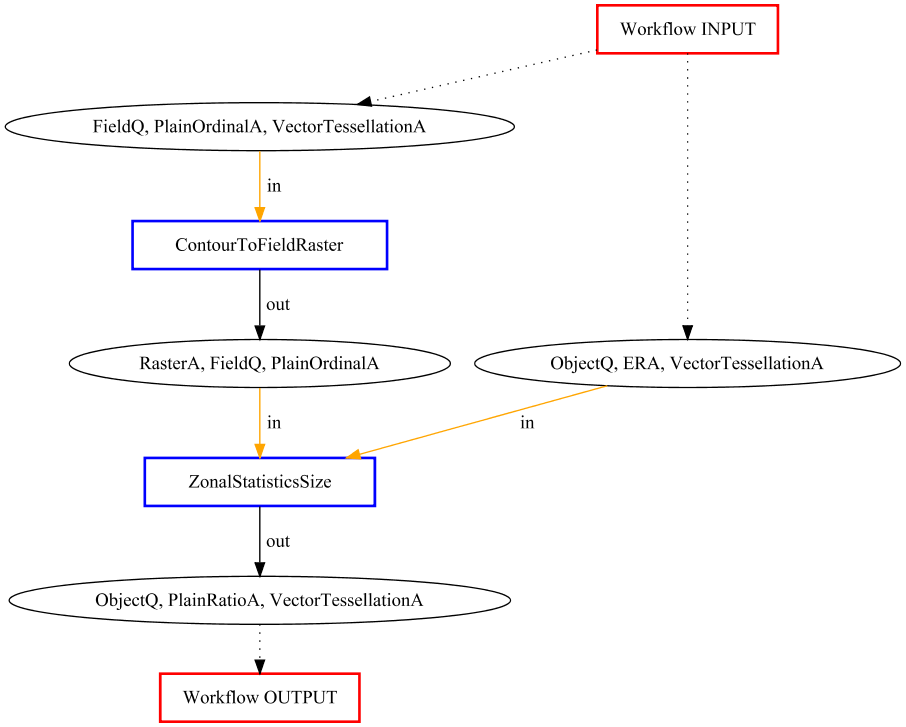 Workflow INPUT
FieldQ, PlainOrdinalA, VectorTessellationA
in
ContourToFieldRaster
out
RasterA, FieldQ, PlainOrdinalA
ObjectQ, ERA, VectorTessellationA
in
in
ZonalStatisticsSize
out
ObjectQ, PlainRatioA, VectorTessellationA
Workflow OUTPUT